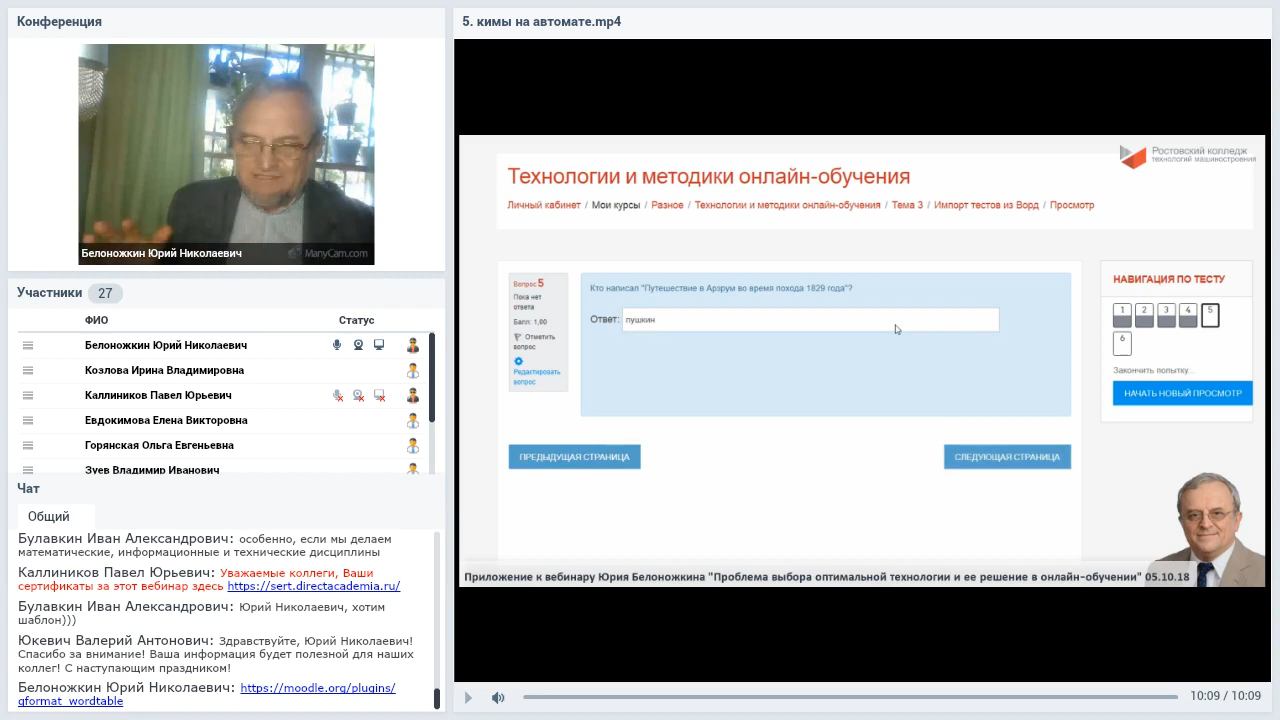 Конференция
Белоножкин Юрий Николаевич
ManyCam.com
Участники 27
ФИО Статус
Белоножкин Юрий Николаевич
Козлова Ирина Владимировна
Каллиников Павел Юрьевич
Евдокимова Елена Викторовна
Горянская Ольга Евгеньевна
Зуев Владимир Иванович
Чат
Общий
Булавкин Иван Александрович: особенно, если мы делаем
математические, информационные и технические дисциплины
Каллиников Павел Юрьевич: Уважаемые коллеги, Ваши
сертификаты за этот вебинар здесь https://sert.directacademia.ru/
Булавкин Иван Александрович: Юрий Николаевич, хотим
шаблон)))
Юкевич Валерий Антонович: Здравствуйте, Юрий Николаевич!
Спасибо за внимание! Ваша информация будет полезной для наших
коллег! С наступающим праздником!
Белоножкин Юрий Николаевич: https://moodle.org/plugins/
qformat_wordtable
5. кимы на автомате.mp4
Ростовский колледж
технологий машиностроения
Технологии и методики онлайн-обучения
Личный кабинет / Мои курсы / Разное / Технологии и методики онлайн-обучения / Тема 3 / Импорт тестов из Ворд / Просмотр
Вопрос 5
Пока нет
ответа
Балл: 1,00
Отметить
вопрос
Редактировать
вопрос
Кто написал "Путешествие в Арзрум во время похода 1829 года"?
Ответ: пушкин
ПРЕДЫДУЩАЯ СТРАНИЦА
СЛЕДУЮЩАЯ СТРАНИЦА
НАВИГАЦИЯ ПО ТЕСТУ
1 2 3 4 5
6
Закончить попытку...
НАЧАТЬ НОВЫЙ ПРОСМОТР
Приложение к вебинару Юрия Белоножкина "Проблема выбора оптимальной технологии и ее решение в онлайн-обучении" 05.10.18
10:09 / 10:09